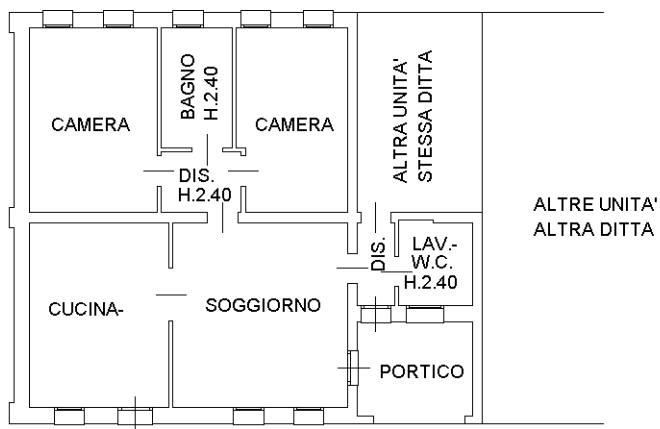 CAMERA
BAGNO
H.2.40
CAMERA
ALTRA UNITA'
STESSA DITTA
DIS.
H.2.40
ALTRE UNITA'
ALTRA DITTA
CUCINA-
SOGGIORNO
DIS.
LAV.-
W.C.
H.2.40
PORTICO